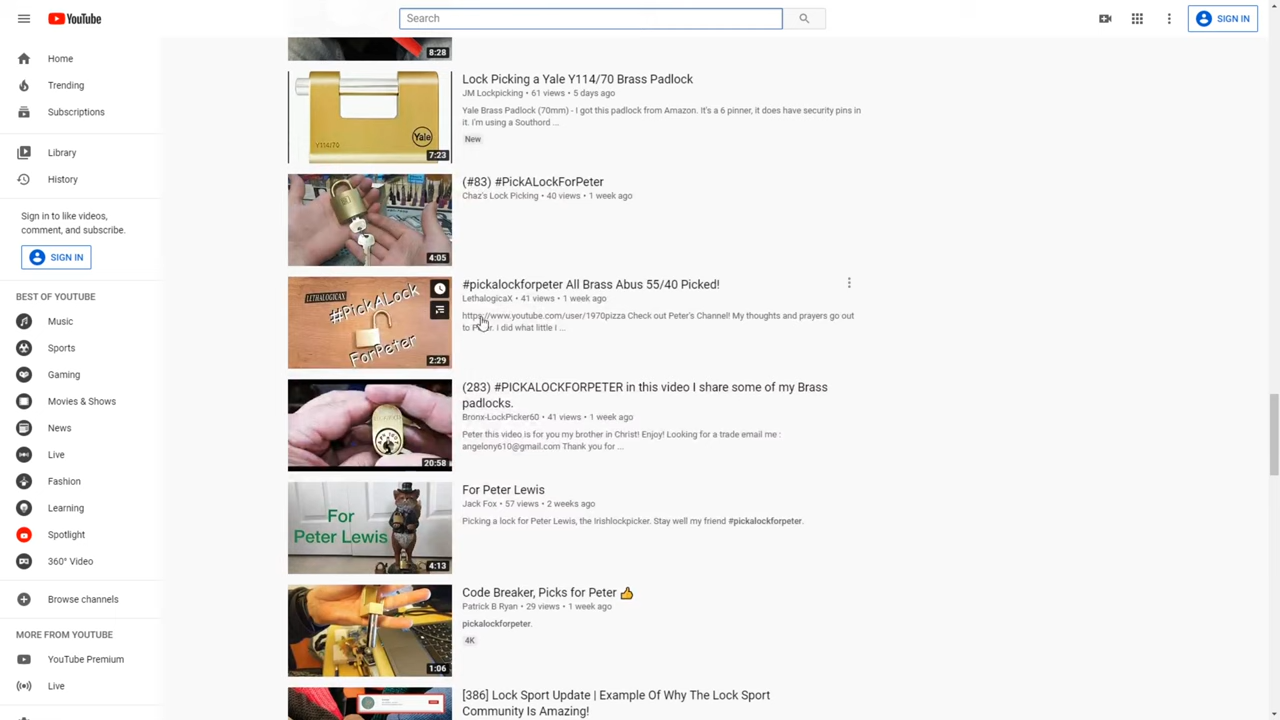 YouTube
Search
SIGN IN
Home
Trending
Subscriptions
Library
History
Sign in to like videos,
comment, and subscribe.
SIGN IN
BEST OF YOUTUBE
Music
Sports
Gaming
Movies & Shows
News
Live
Fashion
Learning
Spotlight
360° Video
Browse channels
MORE FROM YOUTUBE
YouTube Premium
Live
8:28
Lock Picking a Yale Y114/70 Brass Padlock
JM Lockpicking • 61 views • 5 days ago
Yale Brass Padlock (70mm) - I got this padlock from Amazon. It's a 6 pinner, it does have security pins in
it. I'm using a Southord ...
New
Y114/70
Yale
7:23
(#83) #PickALockForPeter
Chaz's Lock Picking • 40 views • 1 week ago
4:05
#pickalockforpeter All Brass Abus 55/40 Picked!
LethalogicaX • 41 views • 1 week ago
https://www.youtube.com/user/1970pizza Check out Peter's Channel! My thoughts and prayers go out
to Peter. I did what little I ...
LETHALOGICAX
#PickALock
ForPeter
2:29
(283) #PICKALOCKFORPETER in this video I share some of my Brass
padlocks.
Bronx-LockPicker60 • 41 views • 1 week ago
Peter this video is for you my brother in Christ! Enjoy! Looking for a trade email me :
angelony610@gmail.com Thank you for ...
20:58
For Peter Lewis
Jack Fox • 57 views • 2 weeks ago
Picking a lock for Peter Lewis, the Irishlockpicker. Stay well my friend #pickalockforpeter.
For
Peter Lewis
4:13
Code Breaker, Picks for Peter 👍
Patrick B Ryan • 29 views • 1 week ago
pickalockforpeter.
4K
1:06
[386] Lock Sport Update | Example Of Why The Lock Sport
Community Is Amazing!